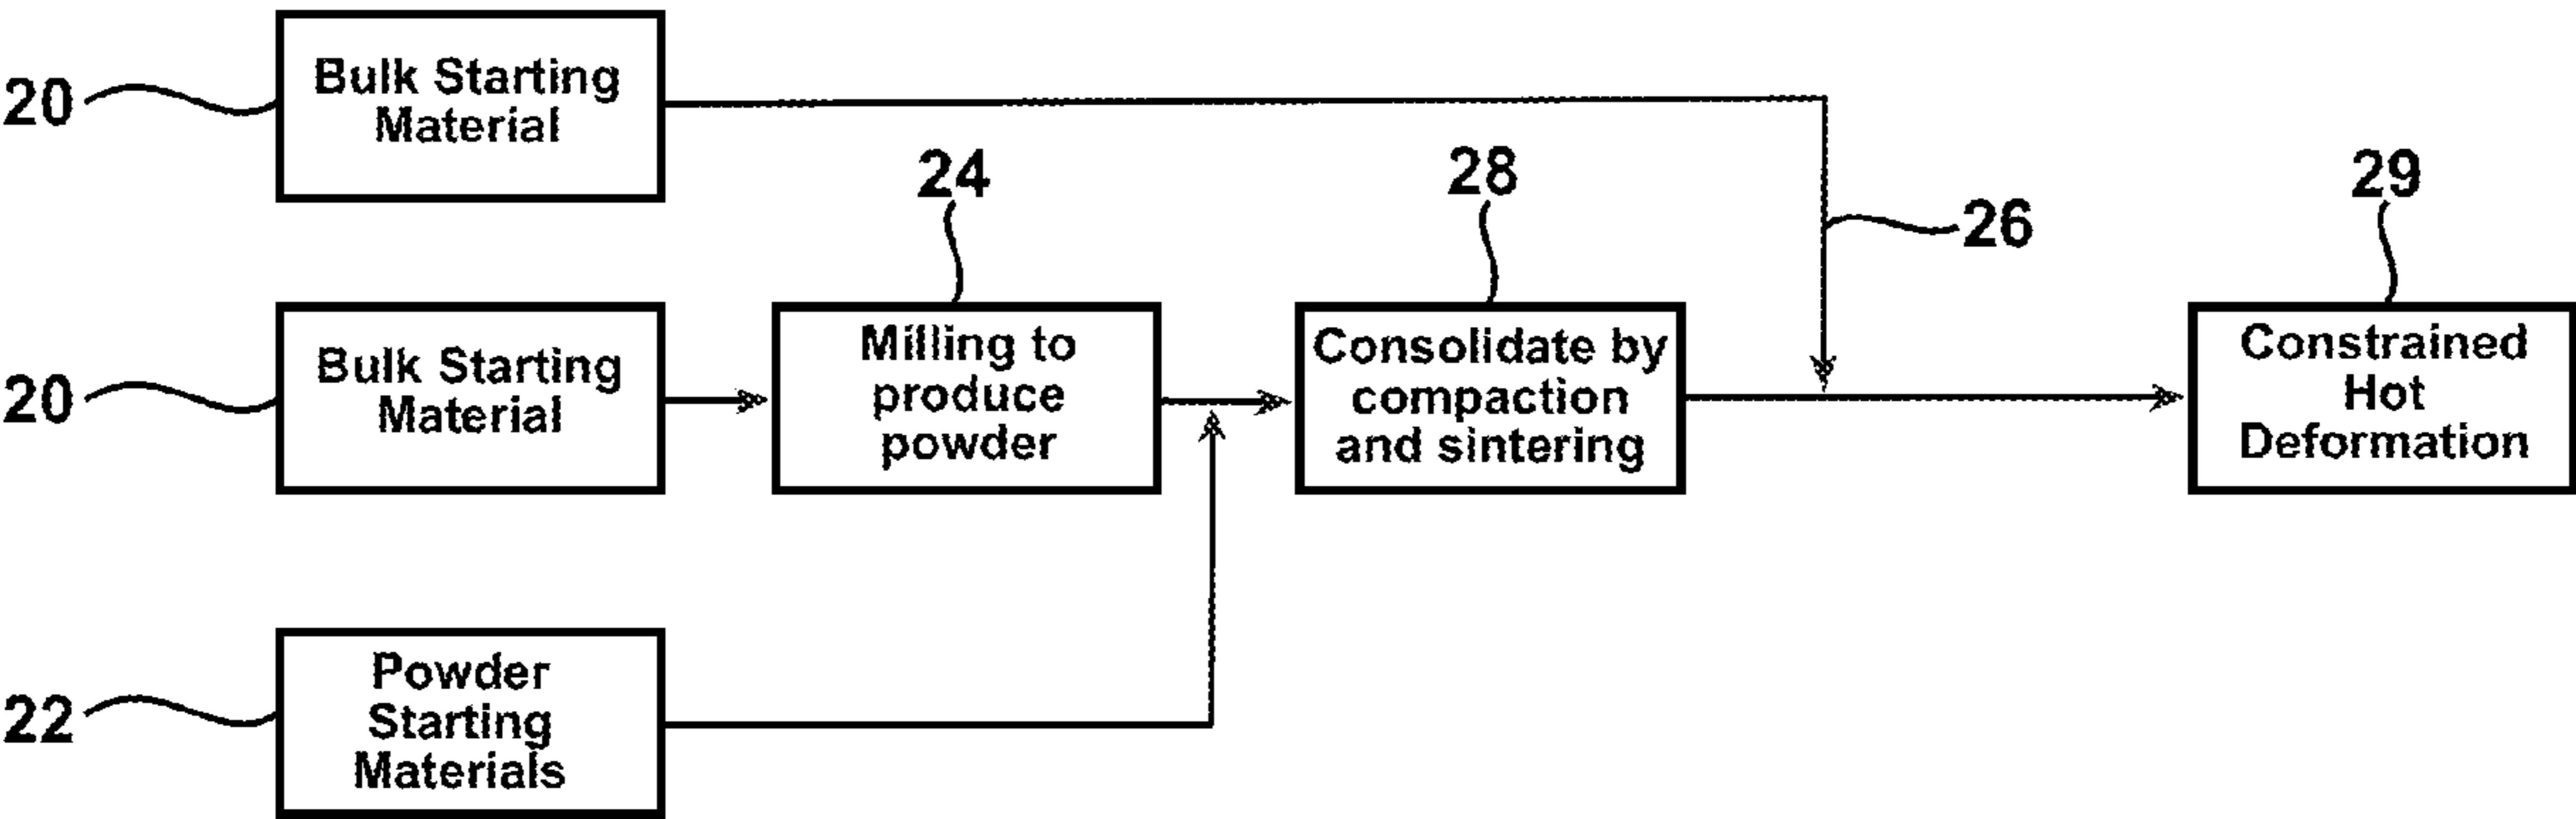 20
Bulk Starting
Material
24
28
26
29
20
Bulk Starting
Material
Milling to
produce
powder
Consolidate by
compaction
and sintering
Constrained
Hot
Deformation
22
Powder
Starting
Materials